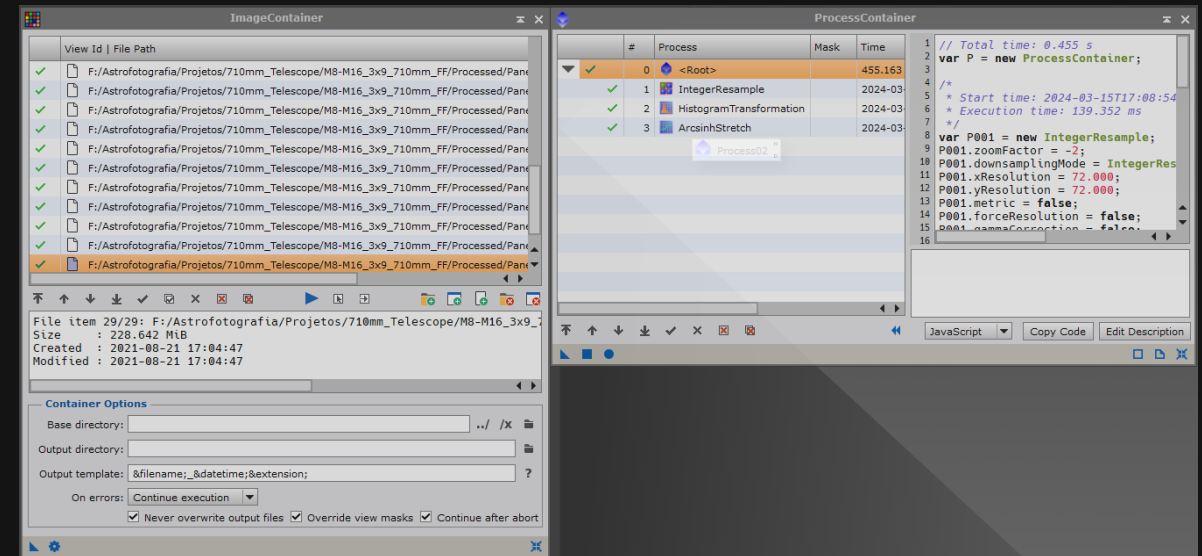 ImageContainer
View Id | File Path
F:/Astrofotografia/Projetos/710mm_Telescope/M8-M16_3x9_710mm_FF/Processed/Pane
F:/Astrofotografia/Projetos/710mm_Telescope/M8-M16_3x9_710mm_FF/Processed/Pane
F:/Astrofotografia/Projetos/710mm_Telescope/M8-M16_3x9_710mm_FF/Processed/Pane
F:/Astrofotografia/Projetos/710mm_Telescope/M8-M16_3x9_710mm_FF/Processed/Pane
F:/Astrofotografia/Projetos/710mm_Telescope/M8-M16_3x9_710mm_FF/Processed/Pane
F:/Astrofotografia/Projetos/710mm_Telescope/M8-M16_3x9_710mm_FF/Processed/Pane
F:/Astrofotografia/Projetos/710mm_Telescope/M8-M16_3x9_710mm_FF/Processed/Pane
F:/Astrofotografia/Projetos/710mm_Telescope/M8-M16_3x9_710mm_FF/Processed/Pane
F:/Astrofotografia/Projetos/710mm_Telescope/M8-M16_3x9_710mm_FF/Processed/Pane
F:/Astrofotografia/Projetos/710mm_Telescope/M8-M16_3x9_710mm_FF/Processed/Pane
F:/Astrofotografia/Projetos/710mm_Telescope/M8-M16_3x9_710mm_FF/Processed/Pane
File item 29/29: F:/Astrofotografia/Projetos/710mm_Telescope/M8-M16_3x9_7
Size : 228.642 MiB
Created : 2021-08-21 17:04:47
Modified : 2021-08-21 17:04:47
Container Options
Base directory: ../ /X
Output directory:
Output template: &filename;_&datetime;&extension; ?
On errors: Continue execution
Never overwrite output files Override view masks Continue after abort
ProcessContainer
# Process Mask Time
0 <Root> 455.163
1 IntegerResample 2024-03-
2 HistogramTransformation 2024-03-
3 ArcsinhStretch 2024-03-
Process02
1 // Total time: 0.455 s
2 var P = new ProcessContainer;
3
4 /*
5 * Start time: 2024-03-15T17:08:54
6 * Execution time: 139.352 ms
7 */
8 var P001 = new IntegerResample;
9 P001.zoomFactor = -2;
10 P001.downsamplingMode = IntegerRes
11 P001.xResolution = 72.000;
12 P001.yResolution = 72.000;
13 P001.metric = false;
14 P001.forceResolution = false;
15 P001.gammaCorrection = false;
16
JavaScript Copy Code Edit Description